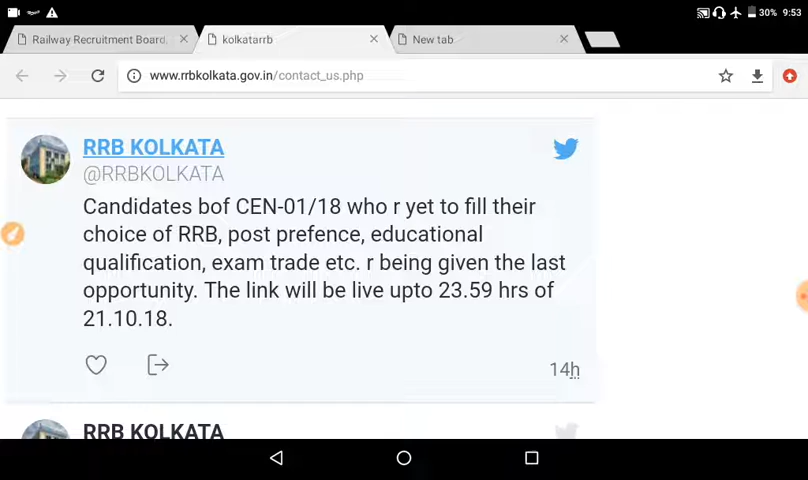 30% 9:53
Railway Recruitment Board,
kolkatarrb
New tab
www.rrbkolkata.gov.in/contact_us.php
RRB KOLKATA
@RRBKOLKATA
Candidates bof CEN-01/18 who r yet to fill their
choice of RRB, post prefence, educational
qualification, exam trade etc. r being given the last
opportunity. The link will be live upto 23.59 hrs of
21.10.18.
14h
RRB KOLKATA